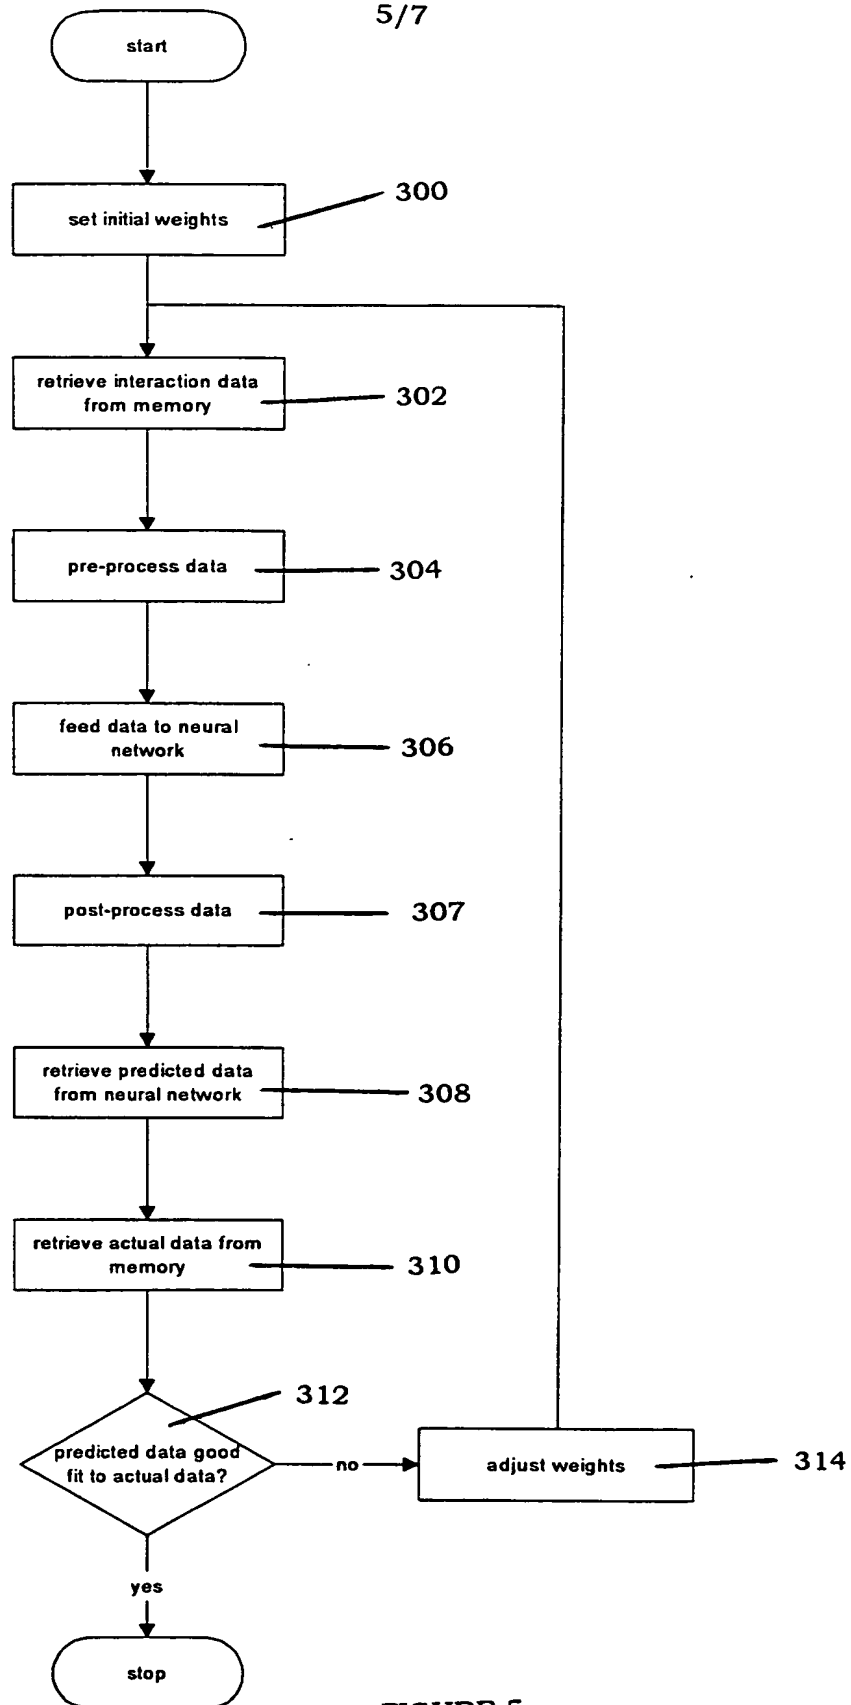 5/7
start
set initial weights
300
retrieve interaction data
from memory
302
pre-process data
304
feed data to neural
network
306
post-process data
307
retrieve predicted data
from neural network
308
retrieve actual data from
memory
310
312
predicted data good
fit to actual data?
no
adjust weights
314
yes
stop
FIGURE 5